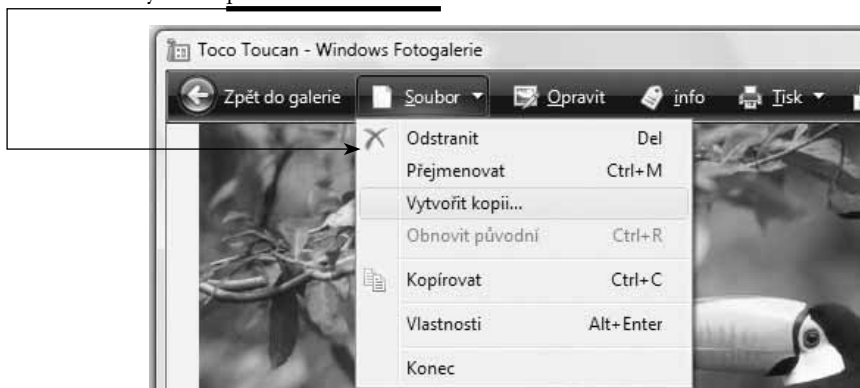 Toco Toucan - Windows Fotogalerie
Zpět do galerie Soubor Opravit info Tisk
Odstranit Del
Přejmenovat Ctrl+M
Vytvořit kopii...
Obnovit původní Ctrl+R
Kopírovat Ctrl+C
Vlastnosti Alt+Enter
Konec